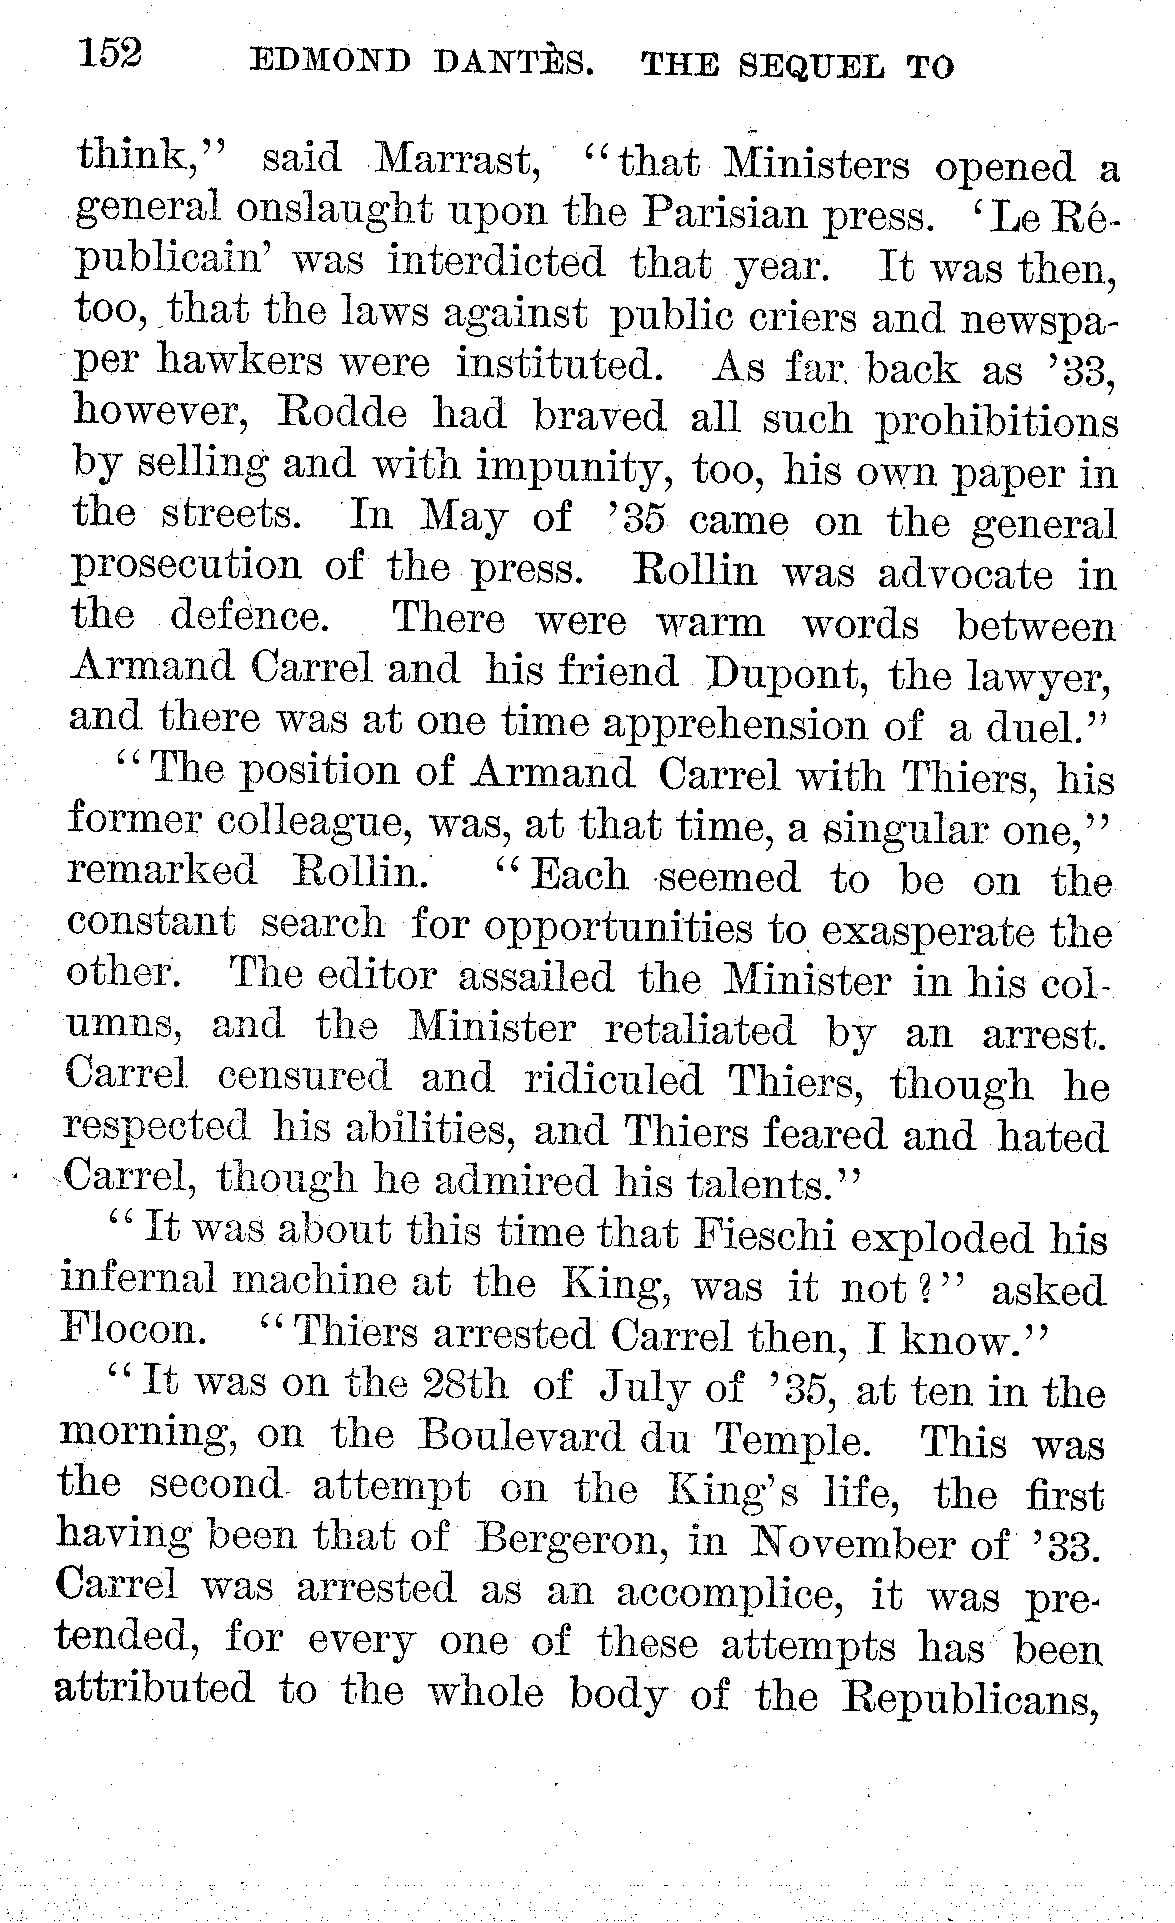 152 EDMOND DANTÈS. THE SEQUEL TO
think,” said Marrast, “that Ministers opened a
general onslaught upon the Parisian press. ‘Le Ré-
publicain’ was interdicted that year. It was then,
too, that the laws against public criers and newspa-
per hawkers were instituted. As far back as ’33,
however, Rodde had braved all such prohibitions
by selling and with impunity, too, his own paper in
the streets. In May of ’35 came on the general
prosecution of the press. Rollin was advocate in
the defence. There were warm words between
Armand Carrel and his friend Dupont, the lawyer,
and there was at one time apprehension of a duel.”
“The position of Armand Carrel with Thiers, his
former colleague, was, at that time, a singular one,”
remarked Rollin. “Each seemed to be on the
constant search for opportunities to exasperate the
other. The editor assailed the Minister in his col-
umns, and the Minister retaliated by an arrest.
Carrel censured and ridiculed Thiers, though he
respected his abilities, and Thiers feared and hated
Carrel, though he admired his talents.”
“It was about this time that Fieschi exploded his
infernal machine at the King, was it not?” asked
Flocon. “Thiers arrested Carrel then, I know.”
“It was on the 28th of July of ’35, at ten in the
morning, on the Boulevard du Temple. This was
the second attempt on the King’s life, the first
having been that of Bergeron, in November of ’33.
Carrel was arrested as an accomplice, it was pre-
tended, for every one of these attempts has been
attributed to the whole body of the Republicans,